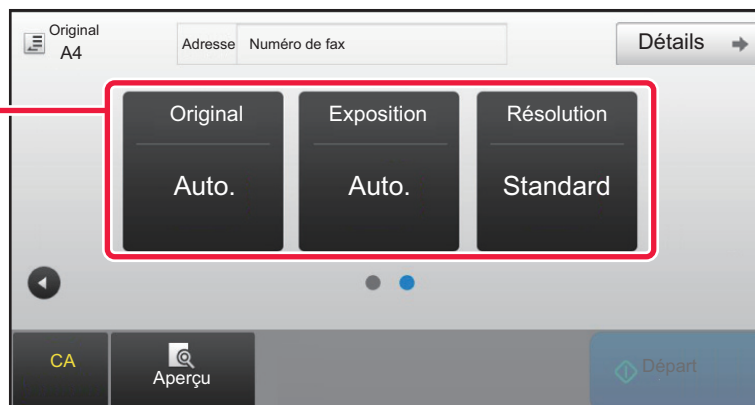 Original
A4
Adresse Numéro de fax
Détails
Original
Exposition
Résolution
Auto.
Auto.
Standard
CA
Aperçu
Départ